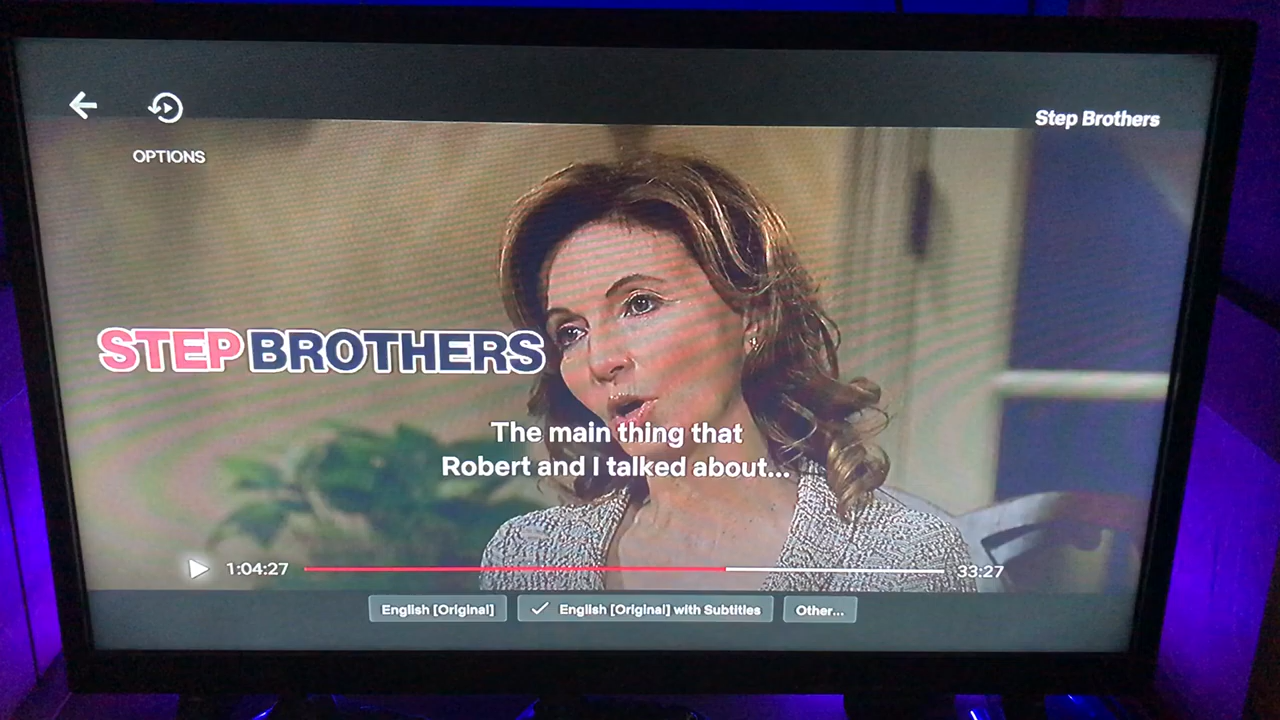 Step Brothers
OPTIONS
STEP BROTHERS
The main thing that
Robert and I talked about...
1:04:27
33:27
English [Original]
English [Original] with Subtitles
Other...